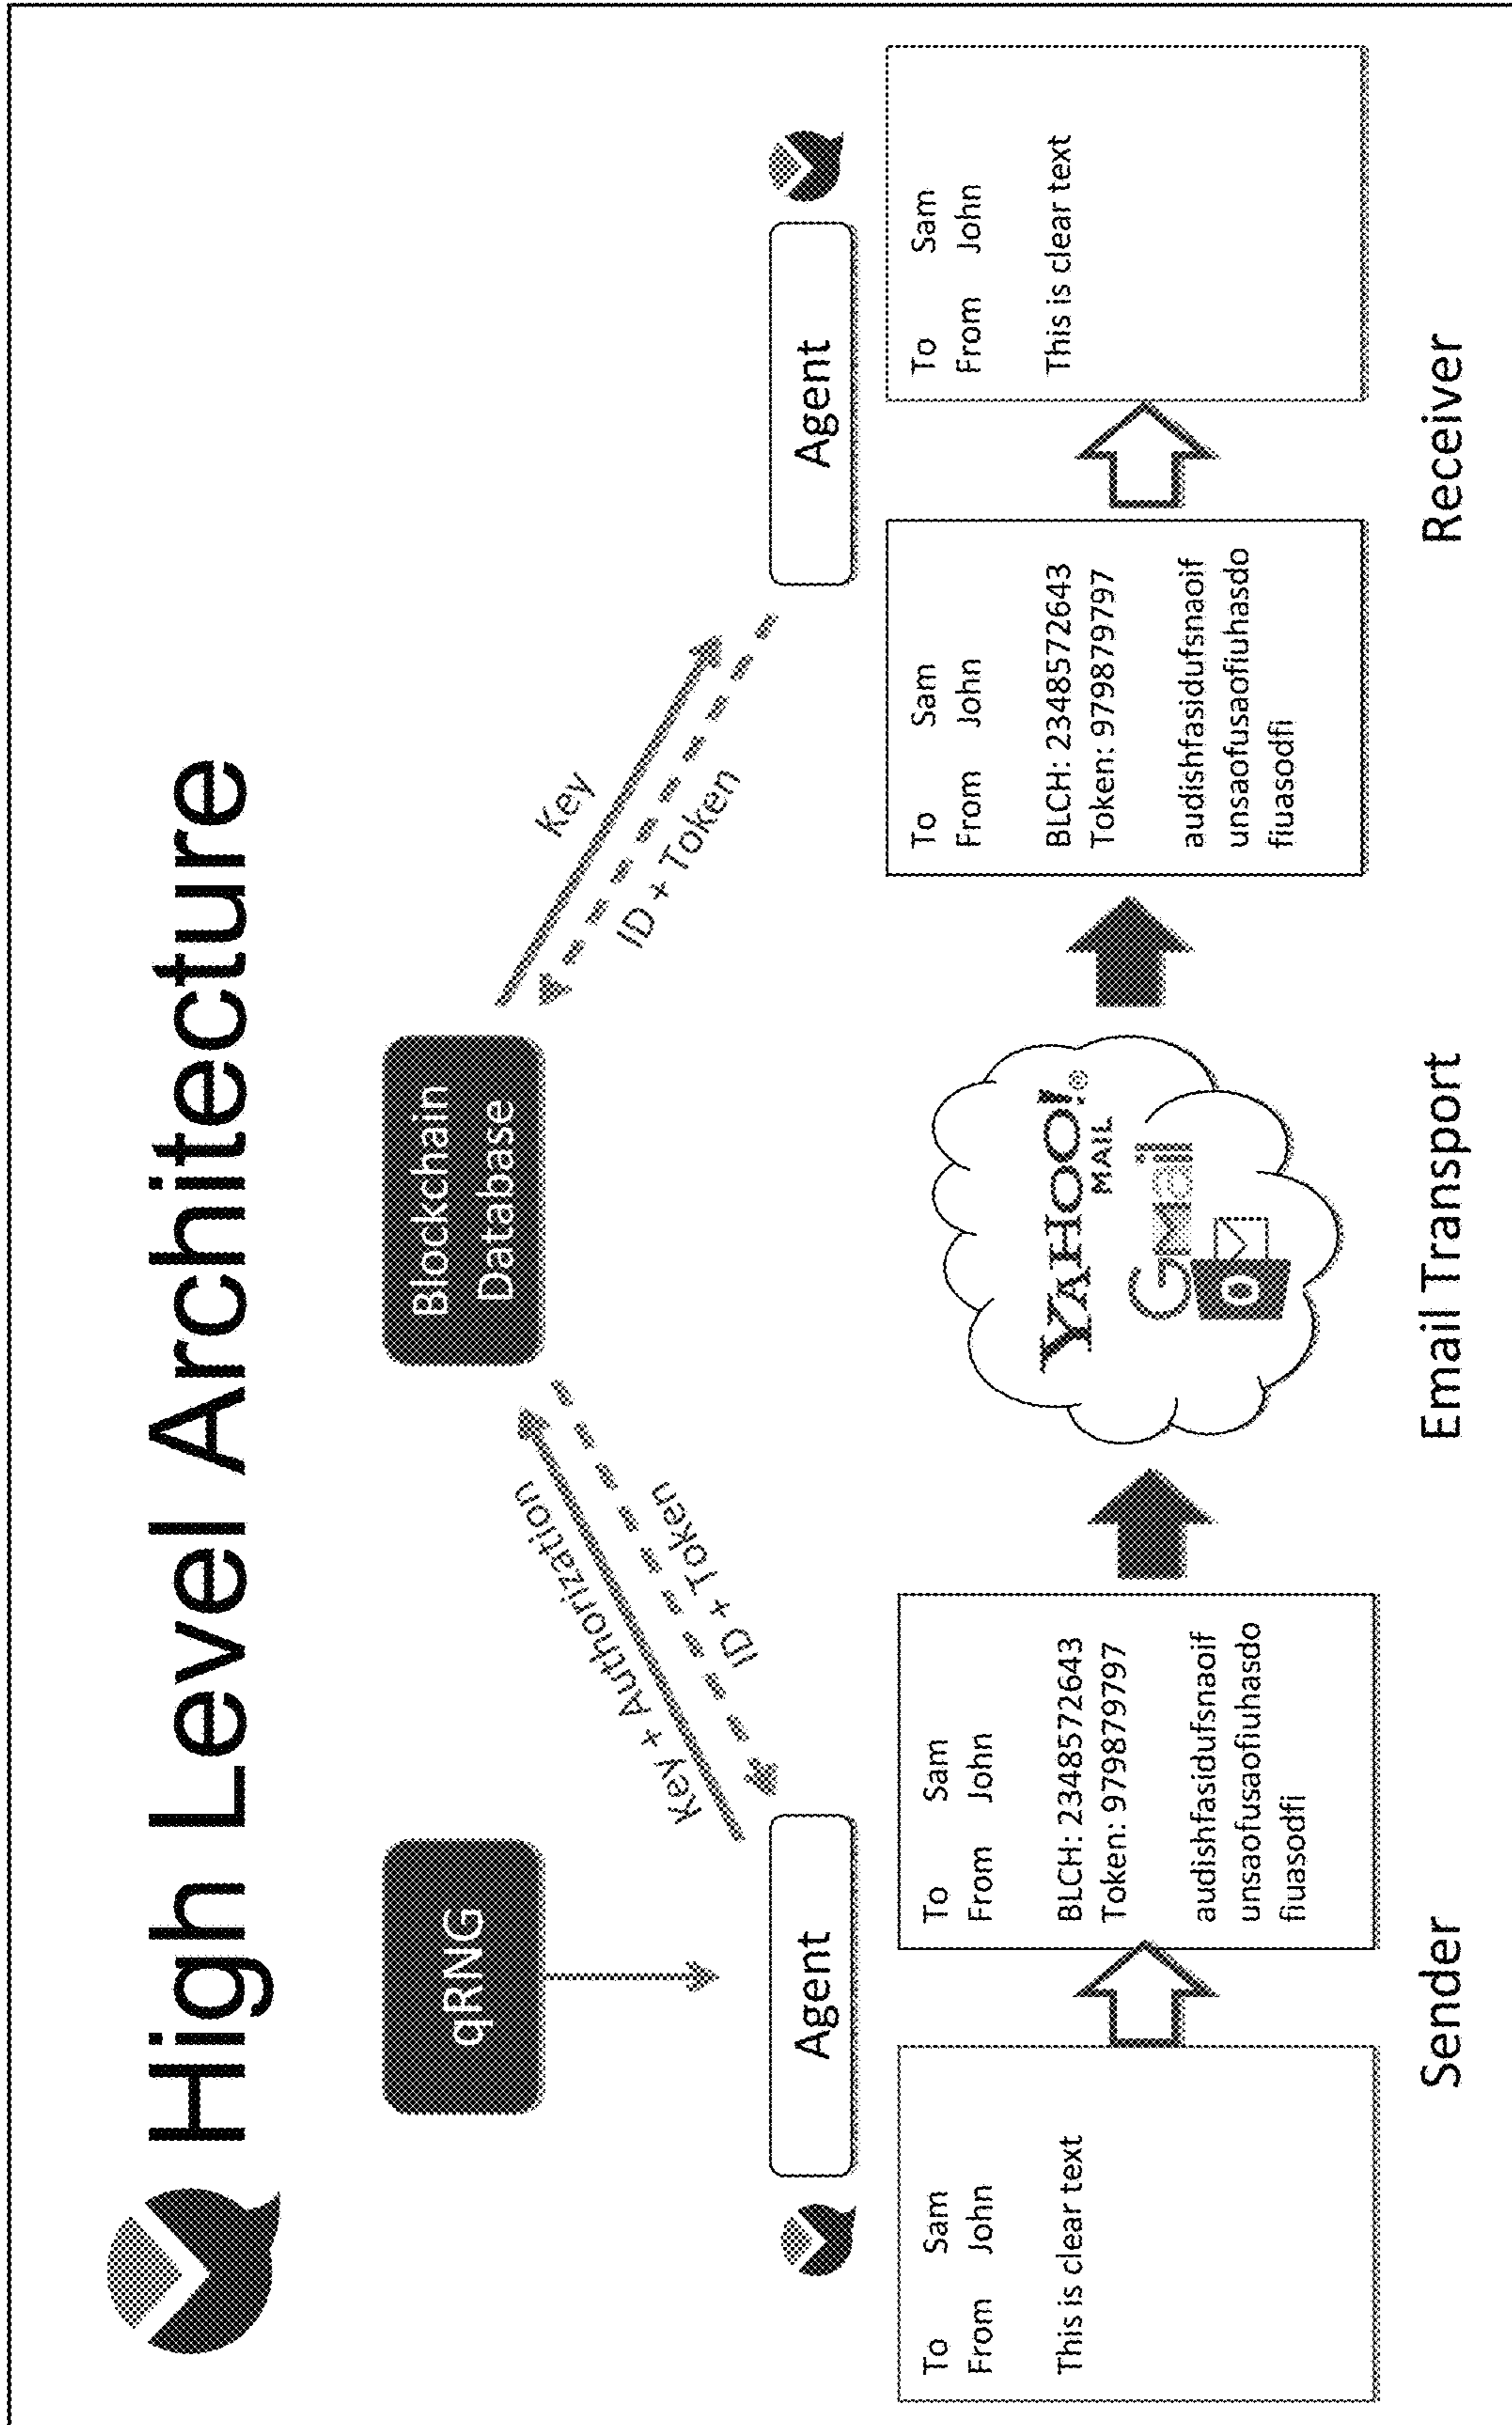 High Level Architecture
qRNG
Blockchain
Database
Key + Authorization
ID + Token
Key
ID + Token
Agent
Agent
To Sam
From John
This is clear text
To Sam
From John
BLCH: 2348572643
Token: 979879797
audishfasidufsnaoif
unsaofusaofiuhasdo
fiuasodfi
YAHOO!®
MAIL
Gmail
O
To Sam
From John
BLCH: 2348572643
Token: 979879797
audishfasidufsnaoif
unsaofusaofiuhasdo
fiuasodfi
To Sam
From John
This is clear text
Sender
Email Transport
Receiver